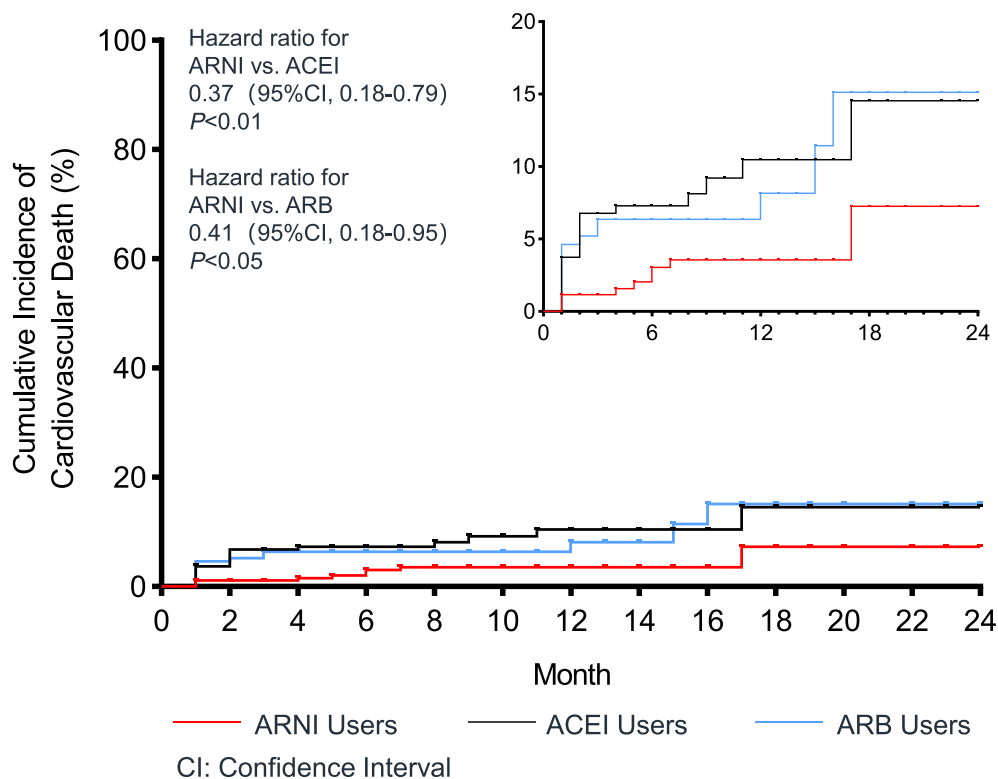 Hazard ratio for
ARNI vs. ACEI
0.37 (95%CI, 0.18-0.79)
P<0.01
Hazard ratio for
ARNI vs. ARB
0.41 (95%CI, 0.18-0.95)
P<0.05
Cumulative Incidence of
Cardiovascular Death (%)
100
80
60
40
20
0
0 2 4 6 8 10 12 14 16 18 20 22 24
20
15
10
5
0
0 6 12 18 24
Month
ARNI Users ACEI Users ARB Users
CI: Confidence Interval